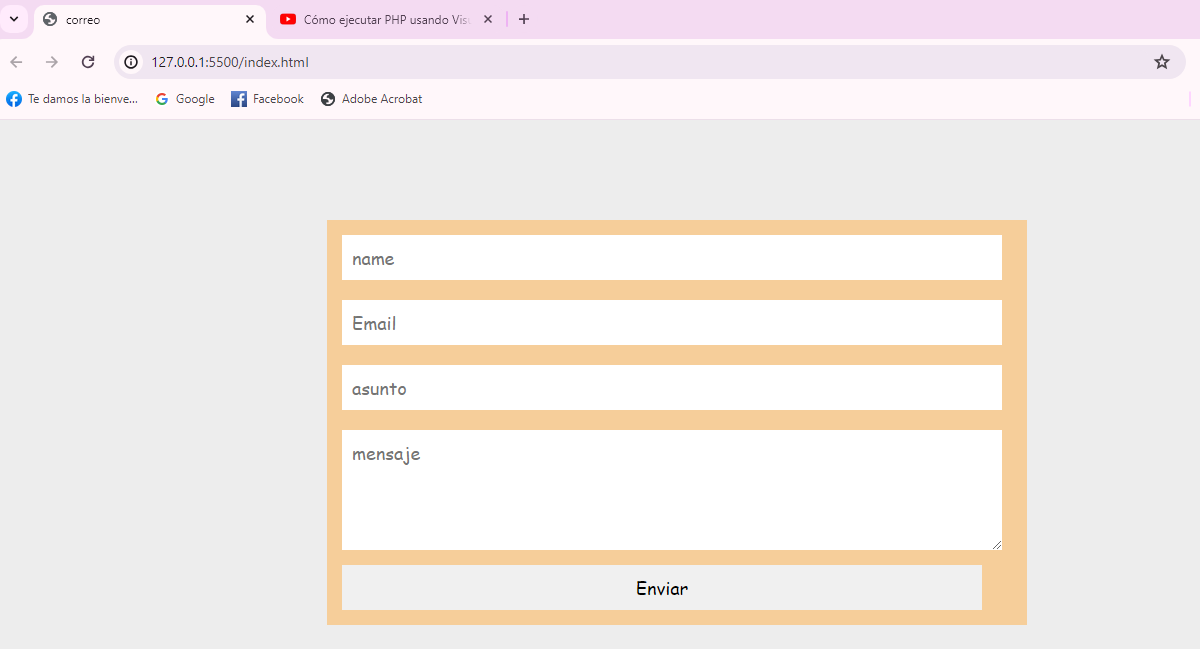 correo
Cómo ejecutar PHP usando Visu
127.0.0.1:5500/index.html
Te damos la bienve...
Google
Facebook
Adobe Acrobat
name
Email
asunto
mensaje
Enviar